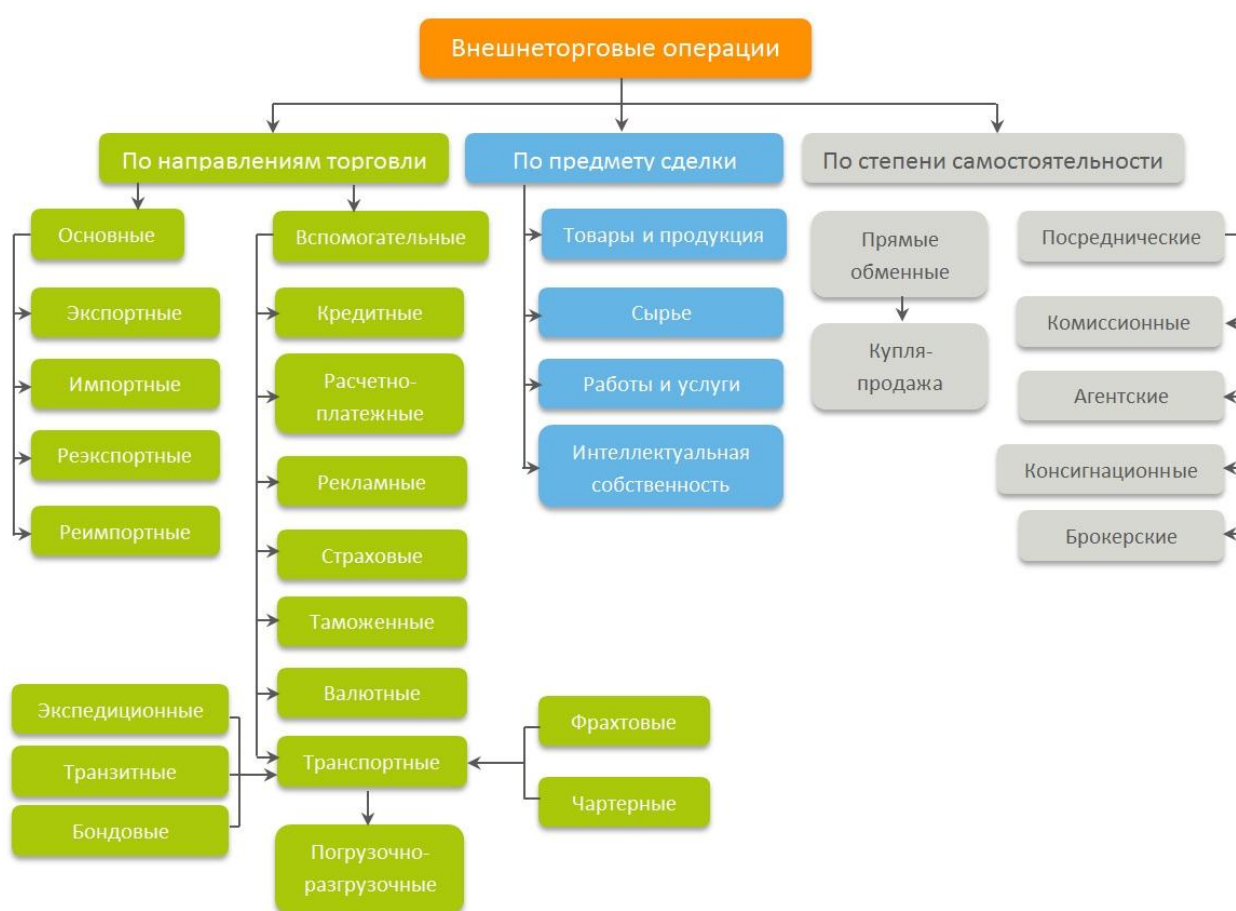 Внешнеторговые операции
По направлениям торговли
По предмету сделки
По степени самостоятельности
Основные
Экспортные
Импортные
Реэкспортные
Реимпортные
Вспомогательные
Кредитные
Расчетно-
платежные
Рекламные
Страховые
Таможенные
Валютные
Транспортные
Экспедиционные
Транзитные
Бондовые
Фрахтовые
Чартерные
Погрузочно-
разгрузочные
Товары и продукция
Сырье
Работы и услуги
Интеллектуальная
собственность
Прямые
обменные
Купля-
продажа
Посреднические
Комиссионные
Агентские
Консигнационные
Брокерские